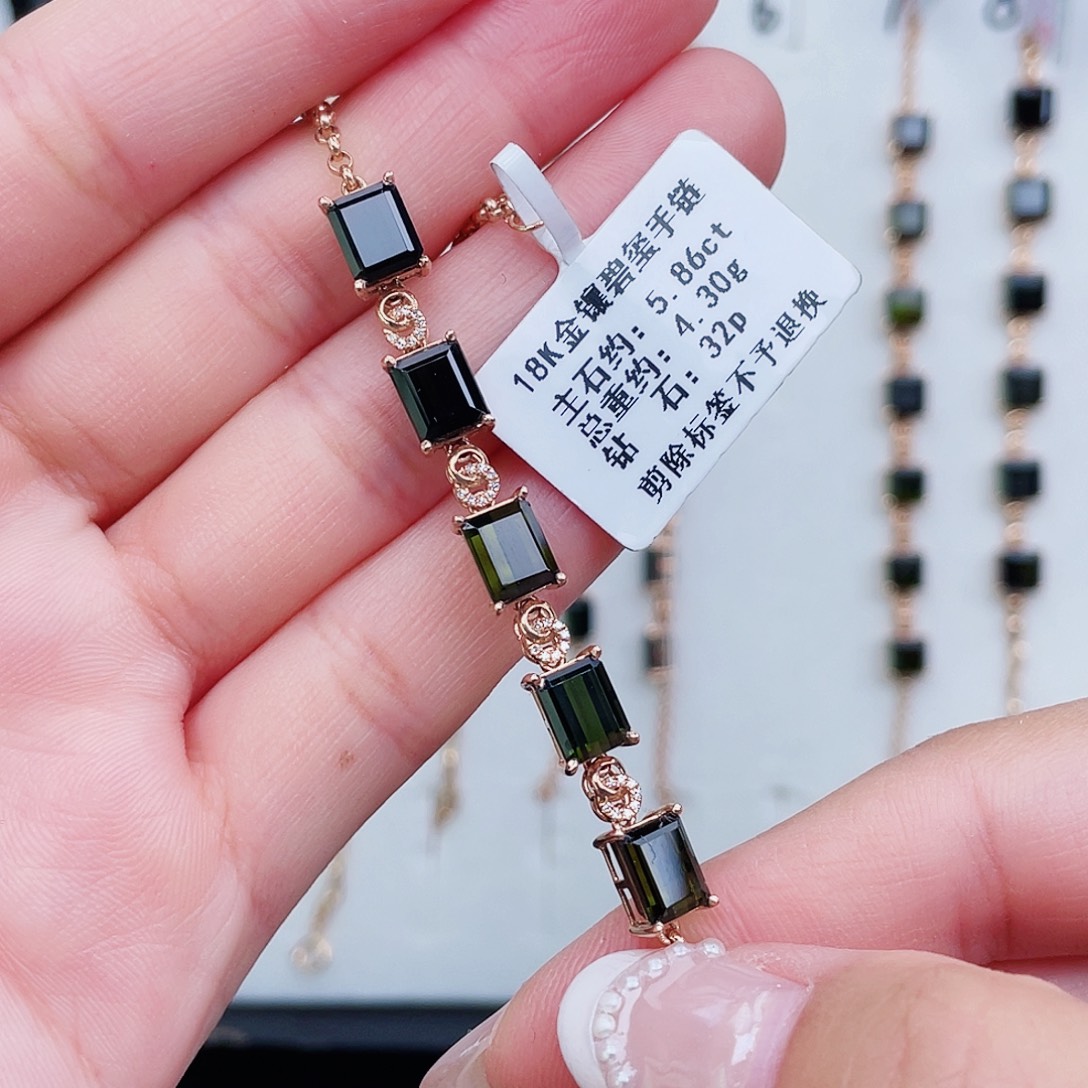 18K金镶碧玺手链
主石约: 5.86ct
总重约: 4.30g
钻 石: 32p
剪除标签不予退换